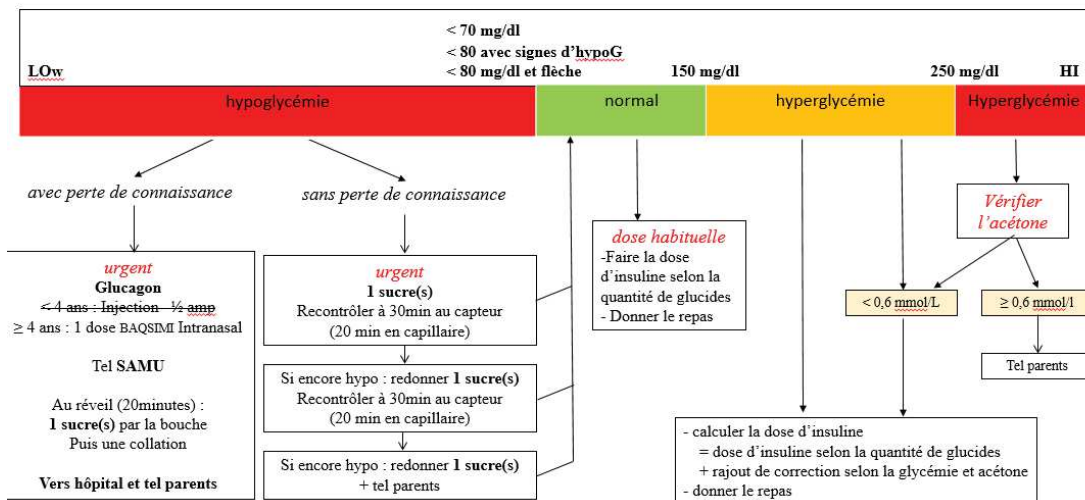 < 70 mg/dl
< 80 avec signes d’hypoG
LOw < 80 mg/dl et flèche 150 mg/dl 250 mg/dl HI
hypoglycémie normal hyperglycémie Hyperglycémie
avec perte de connaissance sans perte de connaissance
urgent
Glucagon
< 4 ans : Injection ½ amp
≥ 4 ans : 1 dose BAQSIMI Intranasal
Tel SAMU
Au réveil (20minutes) :
1 sucre(s) par la bouche
Puis une collation
Vers hôpital et tel parents
urgent
1 sucre(s)
Recontrôler à 30min au capteur
(20 min en capillaire)
Si encore hypo : redonner 1 sucre(s)
Recontrôler à 30min au capteur
(20 min en capillaire)
Si encore hypo : redonner 1 sucre(s)
+ tel parents
dose habituelle
-Faire la dose
d’insuline selon la
quantité de glucides
- Donner le repas
Vérifier
l’acétone
< 0,6 mmol/L ≥ 0,6 mmol/l
Tel parents
- calculer la dose d’insuline
= dose d’insuline selon la quantité de glucides
+ rajout de correction selon la glycémie et acétone
- donner le repas